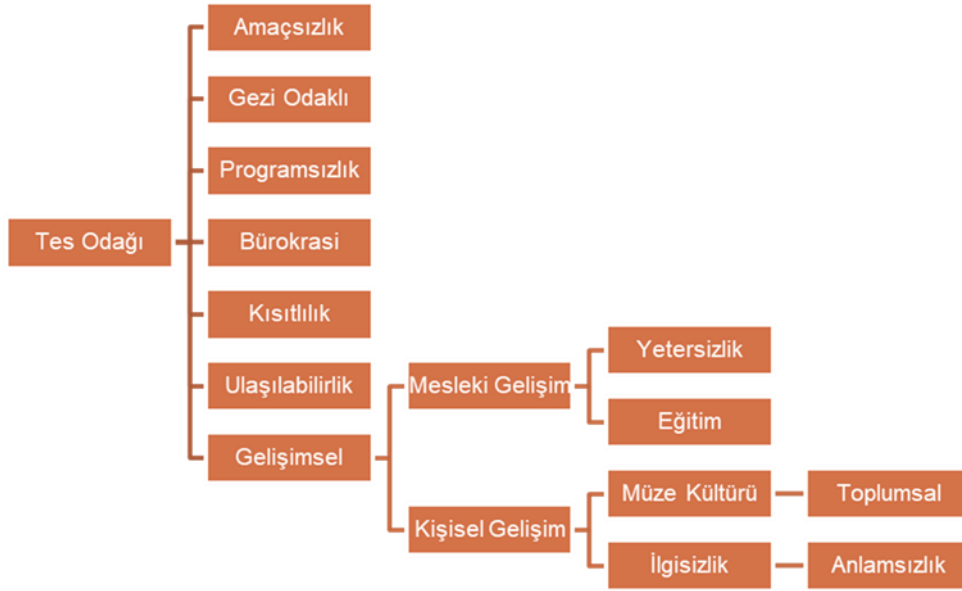 Amaçsızlık
Gezi Odaklı
Programsızlık
Tes Odağı
Bürokrasi
Kısıtlılık
Ulaşılabilirlik
Gelişimsel
Mesleki Gelişim
Yetersizlik
Eğitim
Kişisel Gelişim
Müze Kültürü
Toplumsal
İlgisizlik
Anlamsızlık